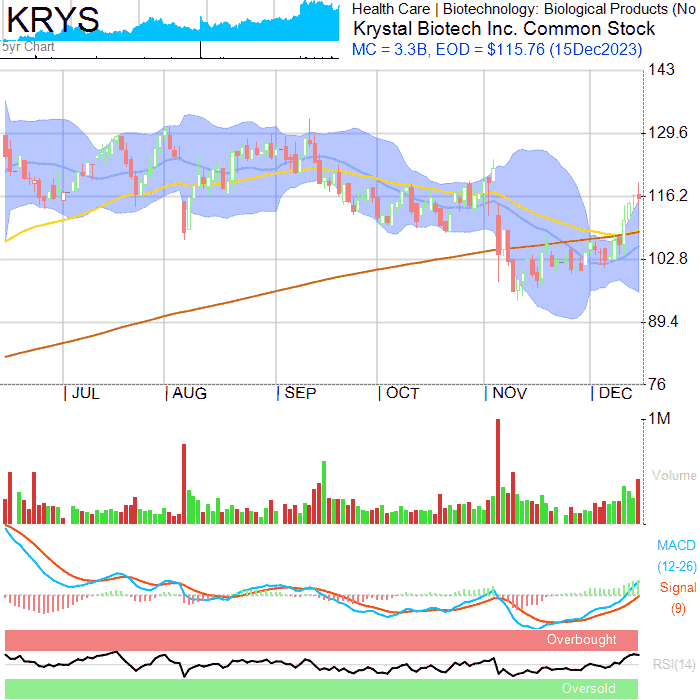 KRYS
Health Care | Biotechnology: Biological Products (No
Krystal Biotech Inc. Common Stock
MC = 3.3B, EOD = $115.76 (15Dec2023)
5yr Chart
143
129.6
116.2
102.8
89.4
76
| JUL | AUG | SEP | OCT | NOV | DEC
1M
Volume
MACD
(12-26)
Signal
(9)
Overbought
RSI(14)
Oversold